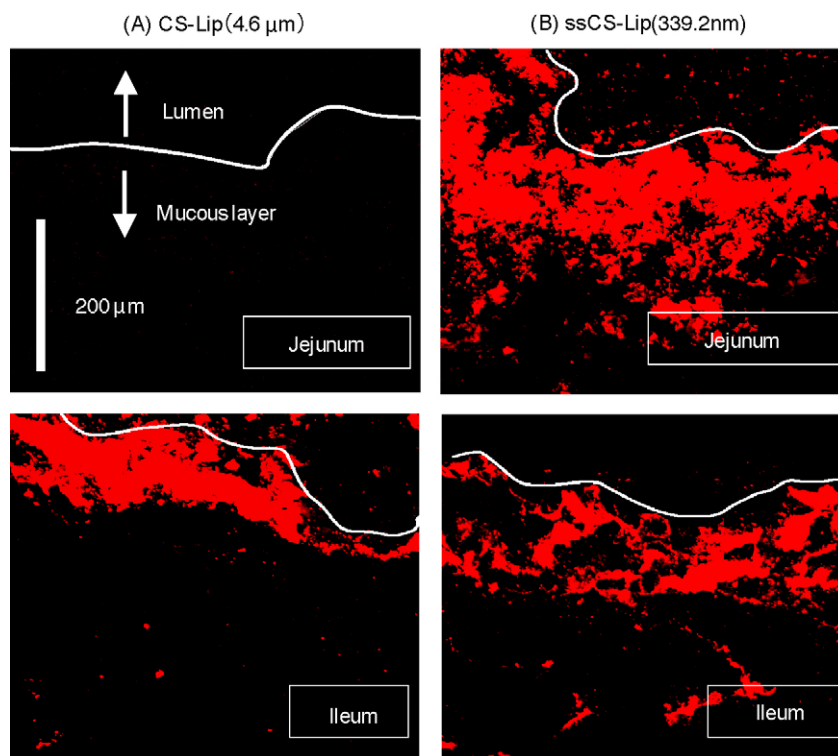 (A) CS-Lip(4.6 μm)
(B) ssCS-Lip(339.2nm)
Lumen
Mucous layer
200 μm
Jejunum
Jejunum
Ileum
Ileum